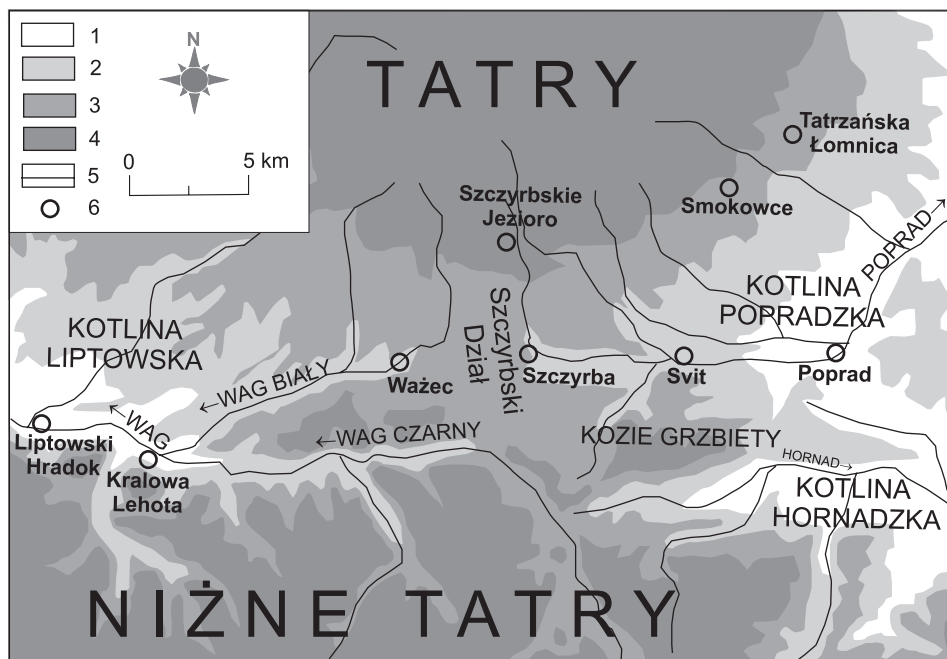 1
2
3
4
5
6
N
0
5 km
TATRY
Tatrzańska
Łomnica
Szczyrbskie
Jezioro
Smokowce
POPRAD→
KOTLINA
POPRADZKA
KOTLINA
LIPTOWSKA
Szczyrbski
Dział
←WAG BIAŁY
Ważec
Szczyrba
Svit
Poprad
←WAG
Liptowski
Hradok
Kralowa
Lehota
←WAG CZARNY
KOZIE GRZBIETY
HORNAD→
KOTLINA
HORNADZKA
NIŻNE TATRY